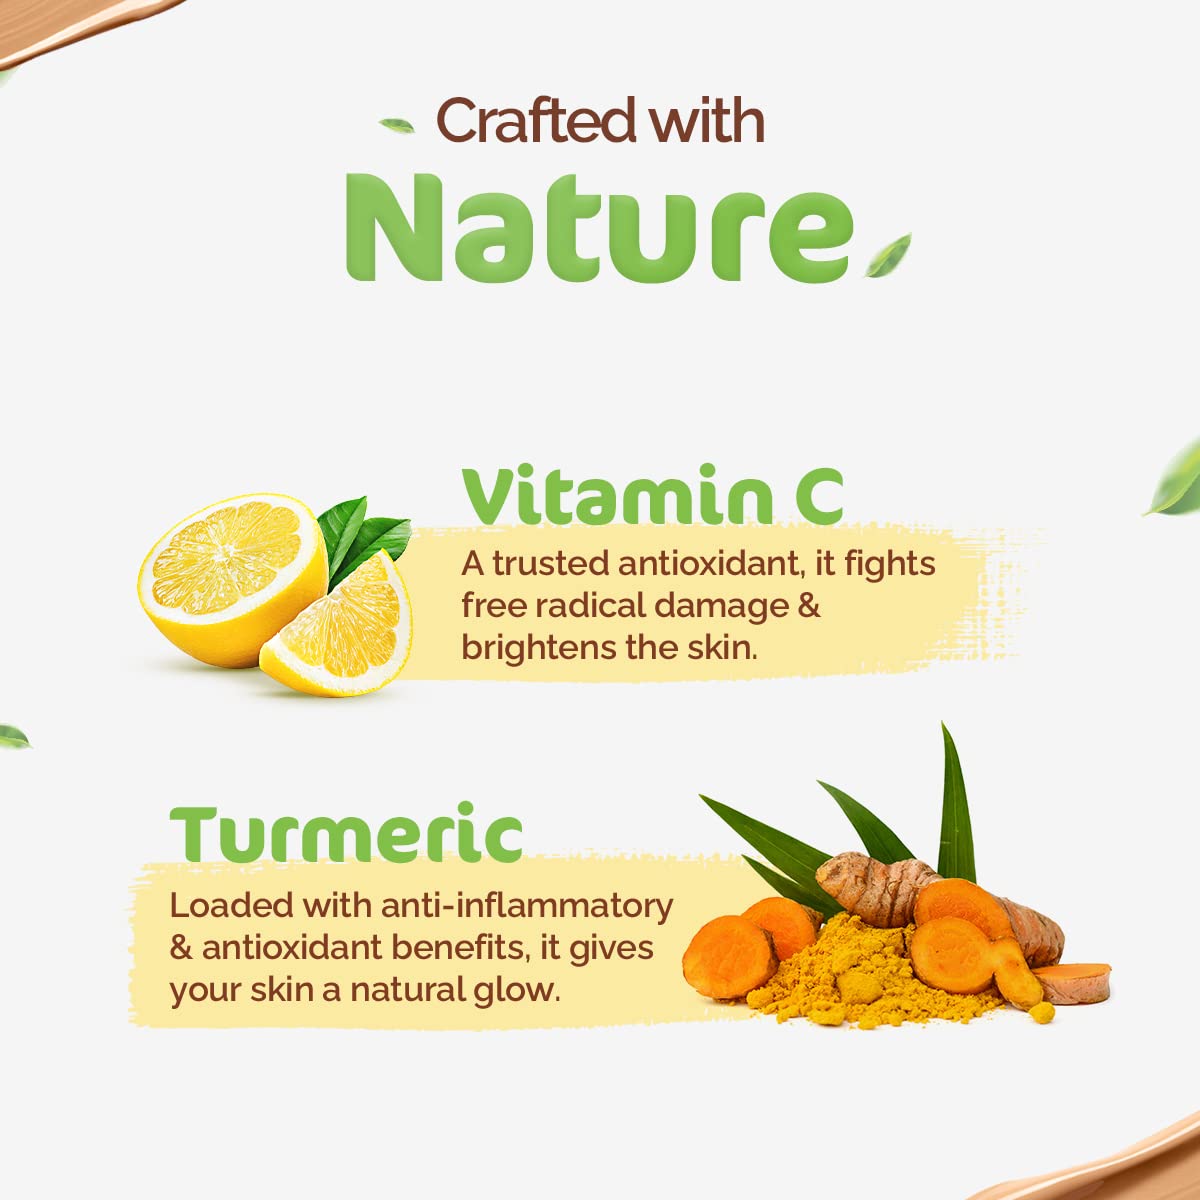 Crafted with
Nature
Vitamin C
A trusted antioxidant, it fights
free radical damage &
brightens the skin.
Turmeric
Loaded with anti-inflammatory
& antioxidant benefits, it gives
your skin a natural glow.